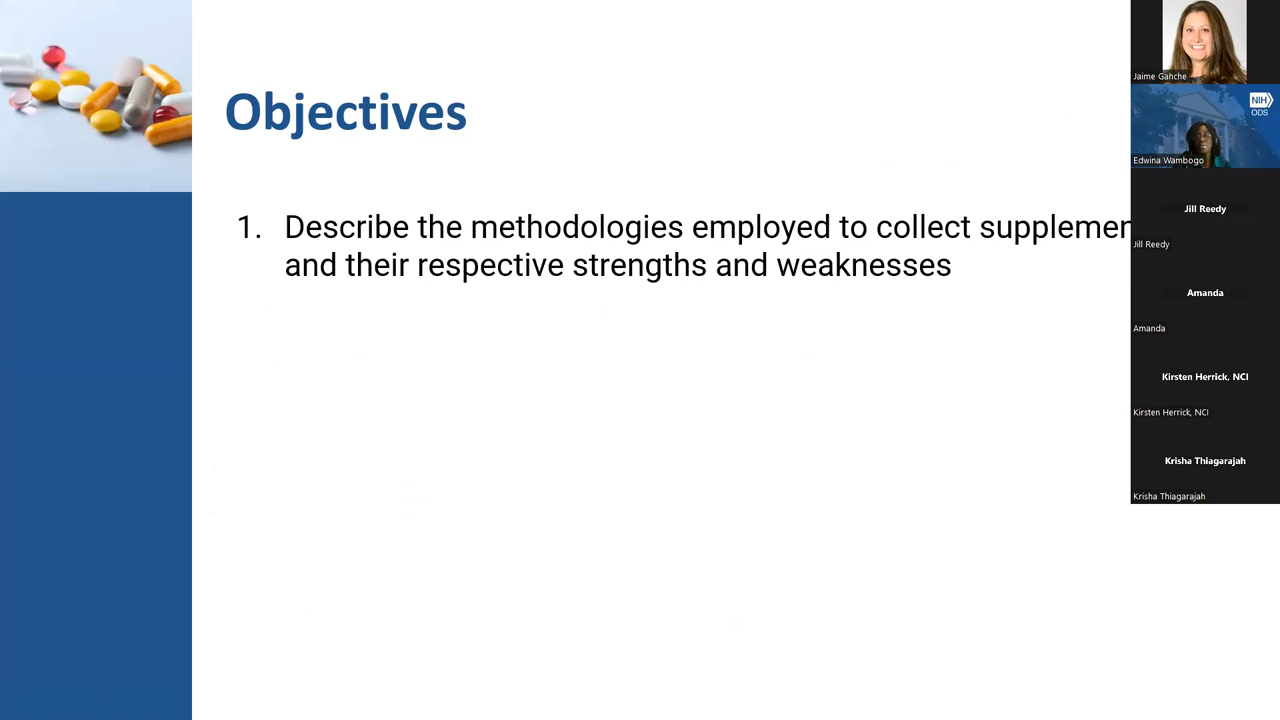 Objectives
1. Describe the methodologies employed to collect supplemen
and their respective strengths and weaknesses
Jaime Gahche
NIH
ODS
Edwina Wambogo
Jill Reedy
Jill Reedy
Amanda
Amanda
Kirsten Herrick, NCI
Kirsten Herrick, NCI
Krisha Thiagarajah
Krisha Thiagarajah